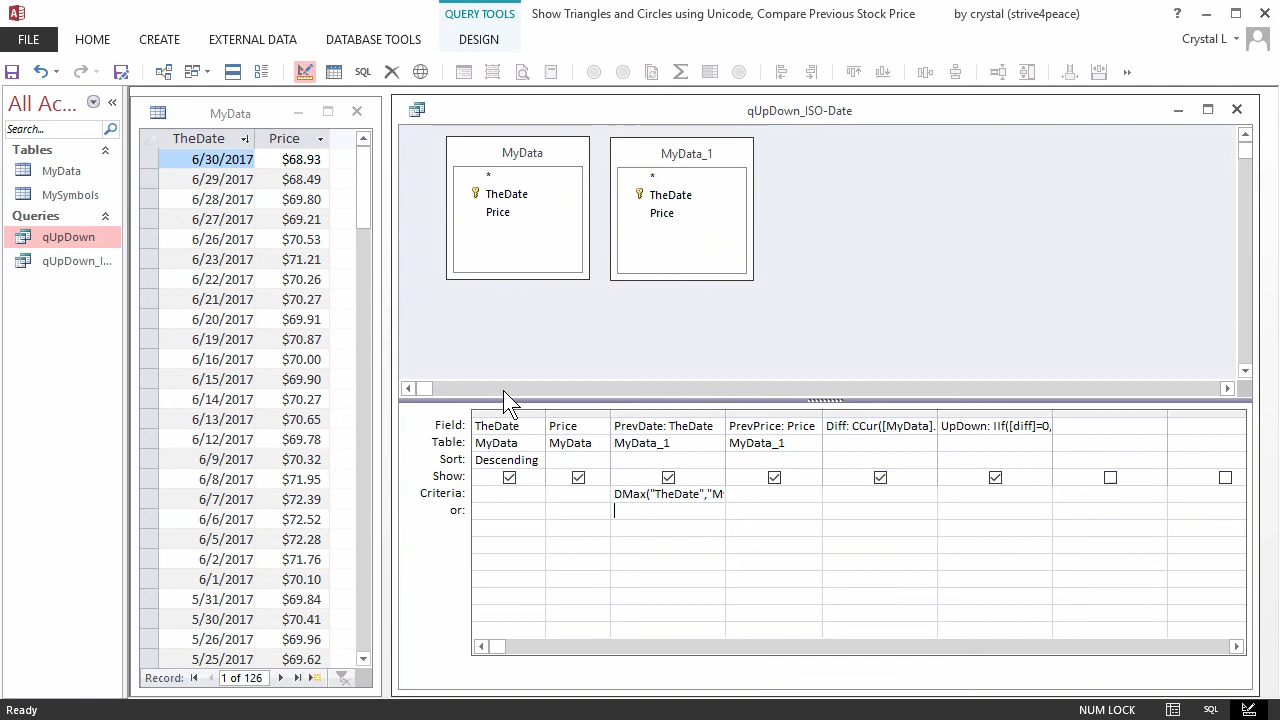 QUERY TOOLS
Show Triangles and Circles using Unicode, Compare Previous Stock Price
by crystal (strive4peace)
?
FILE
HOME
CREATE
EXTERNAL DATA
DATABASE TOOLS
DESIGN
Crystal L
SQL
All Ac...
Search...
Tables
MyData
MySymbols
Queries
qUpDown
qUpDown_I...
MyData
TheDate
Price
6/30/2017 $68.93
6/29/2017 $68.49
6/28/2017 $69.80
6/27/2017 $69.21
6/26/2017 $70.53
6/23/2017 $71.21
6/22/2017 $70.26
6/21/2017 $70.27
6/20/2017 $69.91
6/19/2017 $70.87
6/16/2017 $70.00
6/15/2017 $69.90
6/14/2017 $70.27
6/13/2017 $70.65
6/12/2017 $69.78
6/9/2017 $70.32
6/8/2017 $71.95
6/7/2017 $72.39
6/6/2017 $72.52
6/5/2017 $72.28
6/2/2017 $71.76
6/1/2017 $70.10
5/31/2017 $69.84
5/30/2017 $70.41
5/26/2017 $69.96
5/25/2017 $69.62
Record: 1 of 126
qUpDown_ISO-Date
MyData
*
TheDate
Price
MyData_1
*
TheDate
Price
Field: TheDate Price PrevDate: TheDate PrevPrice: Price Diff: CCur([MyData]. UpDown: IIf([diff]=0,
Table: MyData MyData MyData_1 MyData_1
Sort: Descending
Show:
Criteria: DMax("TheDate","My
or:
Ready
NUM LOCK
SQL